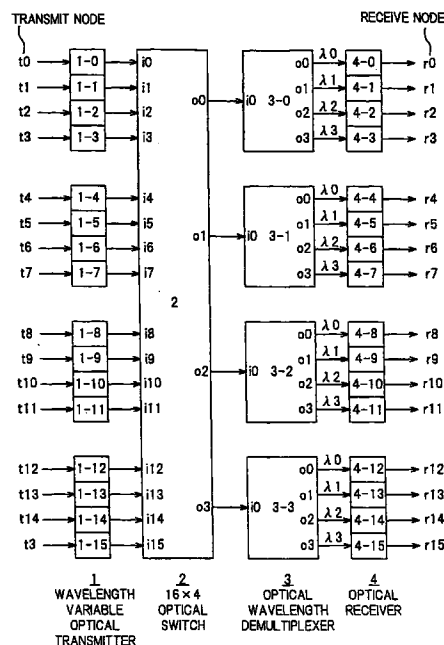 TRANSMIT NODE RECEIVE NODE
t0 1-0 i0 o0 λ0 4-0 r0
t1 1-1 i1 o1 λ1 4-1 r1
t2 1-2 i2 o0 i0 3-0 o2 λ2 4-2 r2
t3 1-3 i3 o3 λ3 4-3 r3
t4 1-4 i4 o0 λ0 4-4 r4
t5 1-5 i5 o1 i0 3-1 o1 λ1 4-5 r5
t6 1-6 i6 o2 λ2 4-6 r6
t7 1-7 i7 o3 λ3 4-7 r7
2
t8 1-8 i8 o0 λ0 4-8 r8
t9 1-9 i9 o1 λ1 4-9 r9
t10 1-10 i10 o2 i0 3-2 o2 λ2 4-10 r10
t11 1-11 i11 o3 λ3 4-11 r11
t12 1-12 i12 o0 λ0 4-12 r12
t13 1-13 i13 o1 λ1 4-13 r13
t14 1-14 i14 o3 i0 3-3 o2 λ2 4-14 r14
t3 1-15 i15 o3 λ3 4-15 r15
1 2 3 4
WAVELENGTH 16×4 OPTICAL OPTICAL
VARIABLE OPTICAL WAVELENGTH RECEIVER
OPTICAL SWITCH DEMULTIPLEXER
TRANSMITTER